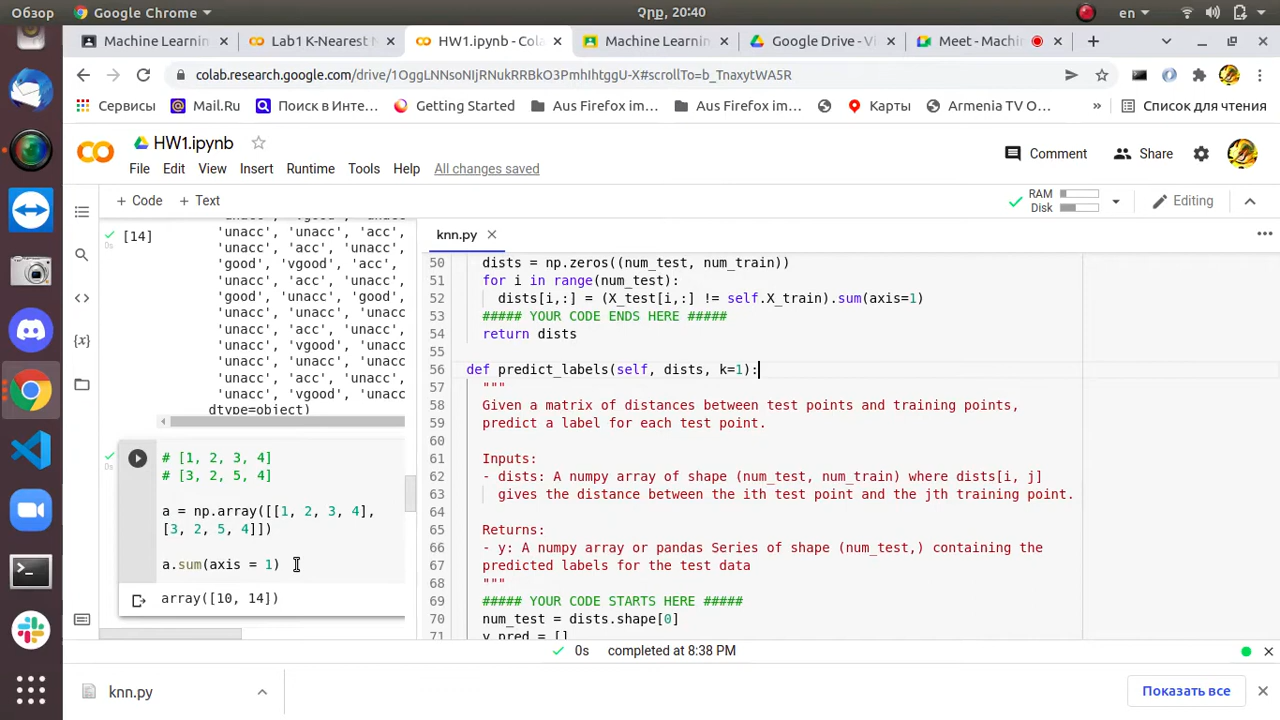 Обзор
Google Chrome
Չրք, 20:40
en
Machine Learnin
Lab1 K-Nearest N
HW1.ipynb - Cola
Machine Learnin
Google Drive - Vi
Meet - Machi
colab.research.google.com/drive/1OggLNNsoNIjRNukRRBkO3PmhIhtggU-X#scrollTo=b_TnaxytWA5R
Сервисы
Mail.Ru
Поиск в Инте...
Getting Started
Aus Firefox im...
Aus Firefox im...
Карты
Armenia TV O...
»
Список для чтения
HW1.ipynb
Comment
Share
File Edit View Insert Runtime Tools Help All changes saved
+ Code + Text
RAM
Disk
Editing
[14]
'unacc', 'vgood', 'unacc'
'unacc', 'unacc', 'acc',
'unacc', 'acc', 'unacc',
'good', 'vgood', 'acc',
'unacc', 'acc', 'unacc',
'good', 'unacc', 'good',
'unacc', 'unacc', 'unacc'
'unacc', 'acc', 'unacc',
'unacc', 'vgood', 'unacc'
'unacc', 'unacc', 'unacc'
'unacc', 'acc', 'unacc',
'unacc', 'vgood', 'unacc'
dtype=object)
# [1, 2, 3, 4]
# [3, 2, 5, 4]
a = np.array([[1, 2, 3, 4],
[3, 2, 5, 4]])
a.sum(axis = 1)
array([10, 14])
0s
0s
knn.py
50 dists = np.zeros((num_test, num_train))
51 for i in range(num_test):
52 dists[i,:] = (X_test[i,:] != self.X_train).sum(axis=1)
53 ##### YOUR CODE ENDS HERE #####
54 return dists
55
56 def predict_labels(self, dists, k=1):
57 """
58 Given a matrix of distances between test points and training points,
59 predict a label for each test point.
60
61 Inputs:
62 - dists: A numpy array of shape (num_test, num_train) where dists[i, j]
63 gives the distance between the ith test point and the jth training point.
64
65 Returns:
66 - y: A numpy array or pandas Series of shape (num_test,) containing the
67 predicted labels for the test data
68 """
69 ##### YOUR CODE STARTS HERE #####
70 num_test = dists.shape[0]
71 y_pred = []
0s completed at 8:38 PM
knn.py
Показать все